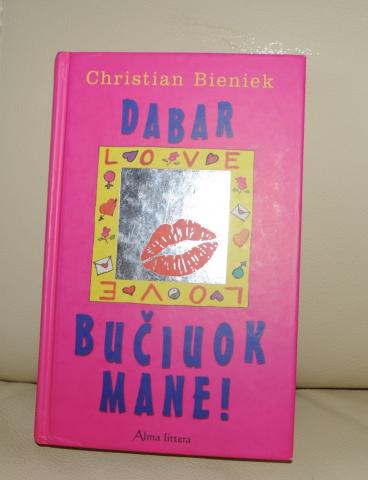 Christian Bieniek
DABAR
LOVE
LOVE
BUČIUOK
MANE!
Alma littera